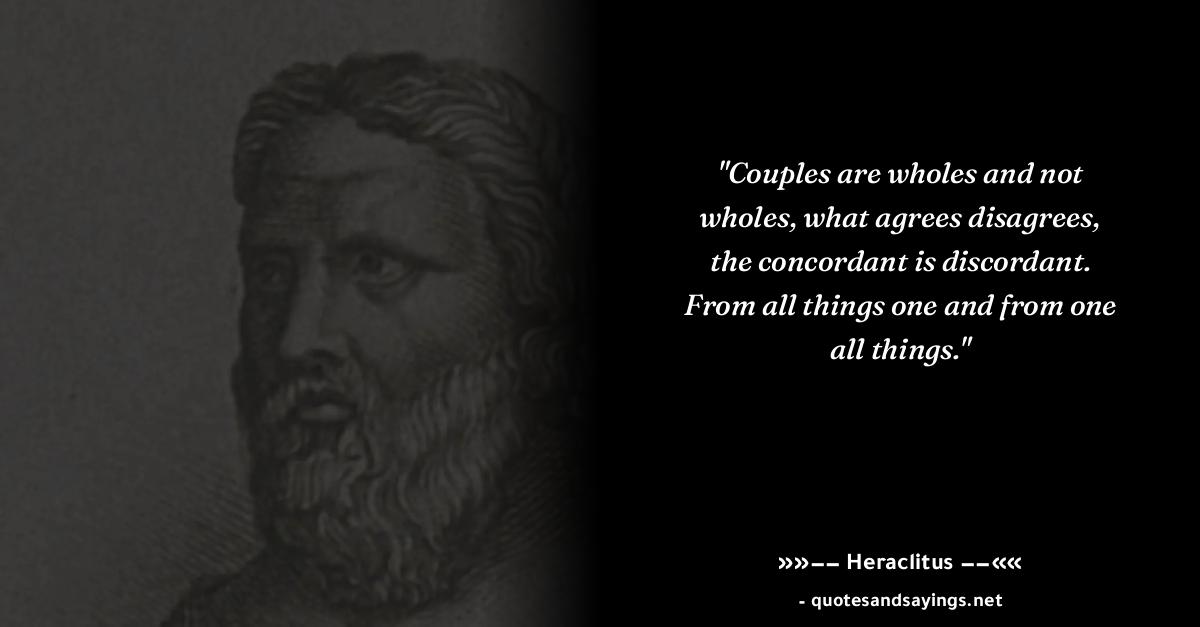 "Couples are wholes and not
wholes, what agrees disagrees,
the concordant is discordant.
From all things one and from one
all things."
»»–– Heraclitus ––««
- quotesandsayings.net